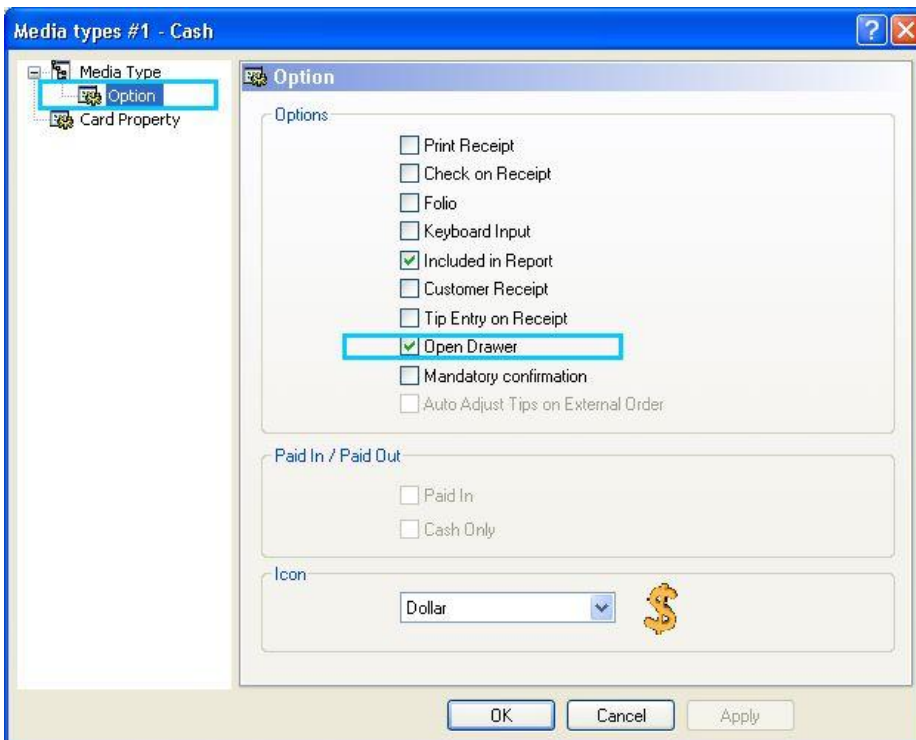 Media types #1 - Cash
Media Type
Option
Card Property
Option
Options
Print Receipt
Check on Receipt
Folio
Keyboard Input
Included in Report
Customer Receipt
Tip Entry on Receipt
Open Drawer
Mandatory confirmation
Auto Adjust Tips on External Order
Paid In / Paid Out
Paid In
Cash Only
Icon
Dollar
OK Cancel Apply